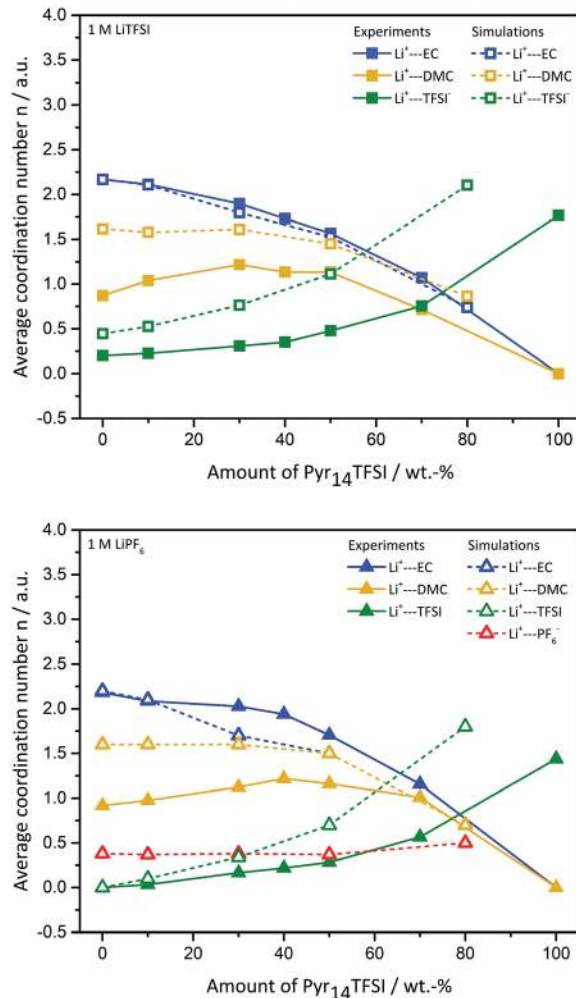 1 M LiTFSI
Experiments Simulations
Li⁺---EC Li⁺---EC
Li⁺---DMC Li⁺---DMC
Li⁺---TFSI⁻ Li⁺---TFSI⁻
Average coordination number n / a.u.
4.0
3.5
3.0
2.5
2.0
1.5
1.0
0.5
0.0
-0.5
0 20 40 60 80 100
Amount of Pyr₁₄TFSI / wt.-%
1 M LiPF₆
Experiments Simulations
Li⁺---EC Li⁺---EC
Li⁺---DMC Li⁺---DMC
Li⁺---TFSI Li⁺---TFSI
Li⁺---PF₆⁻
Average coordination number n / a.u.
4.0
3.5
3.0
2.5
2.0
1.5
1.0
0.5
0.0
-0.5
0 20 40 60 80 100
Amount of Pyr₁₄TFSI / wt.-%